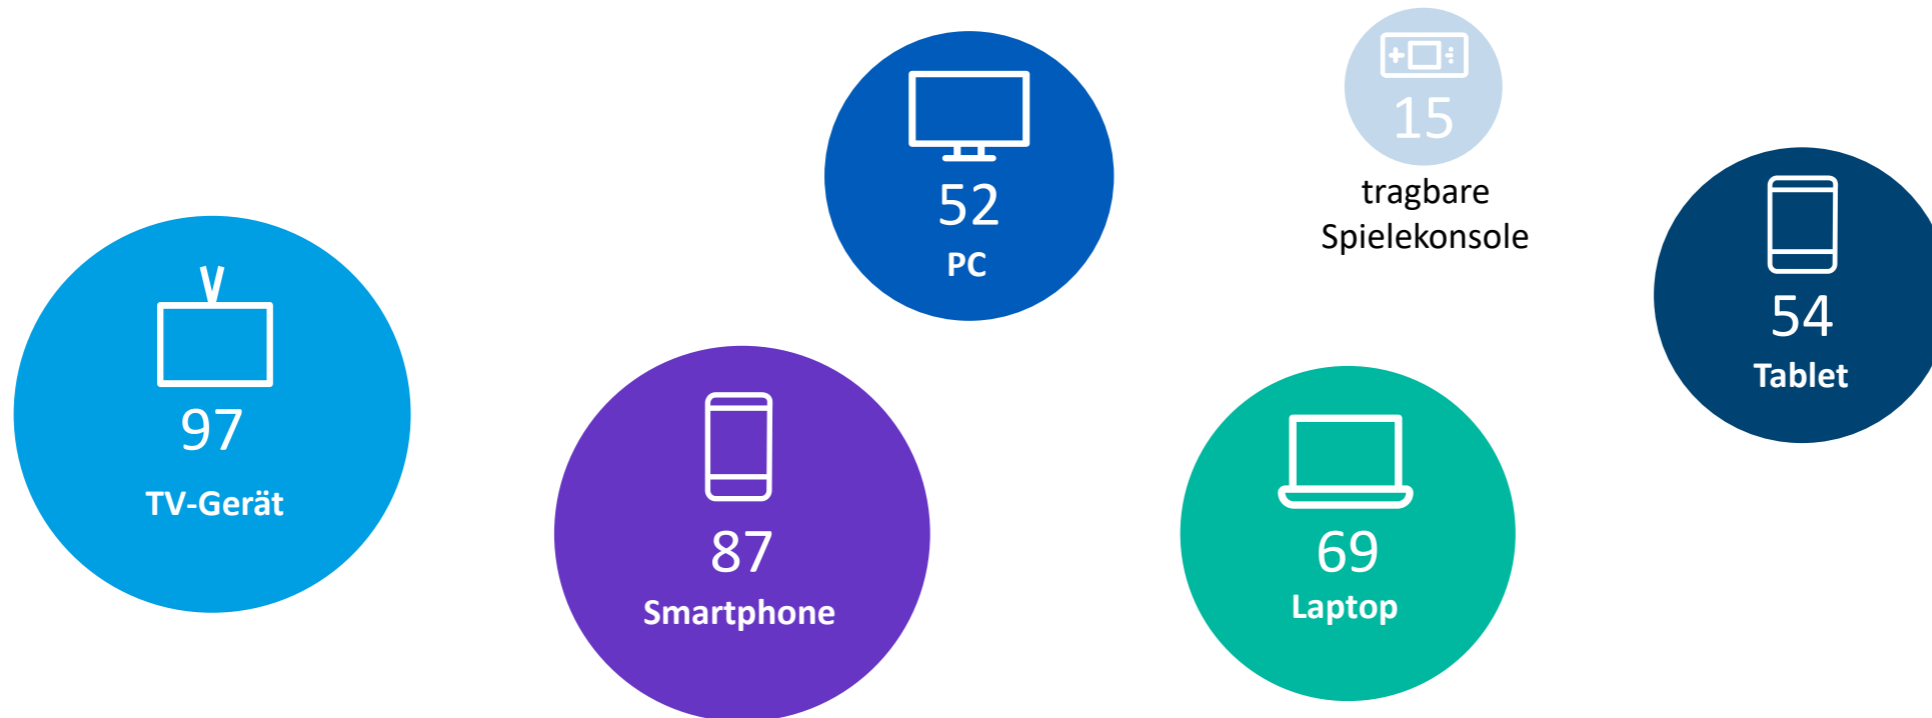 97
TV-Gerät
87
Smartphone
52
PC
15
tragbare
Spielekonsole
69
Laptop
54
Tablet